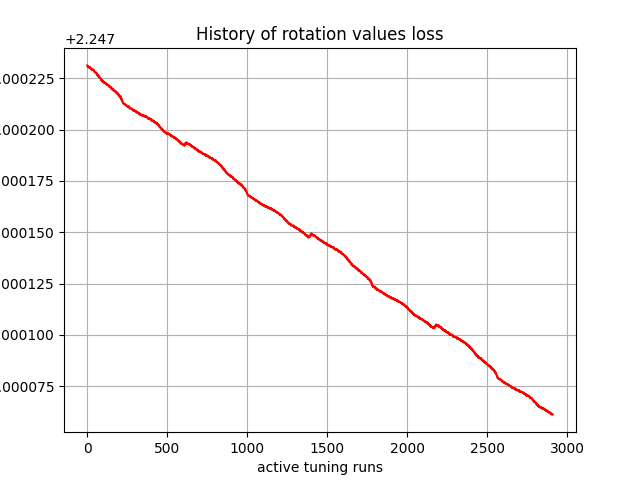 History of rotation values loss
+2.247
.000225
.000200
.000175
.000150
.000125
.000100
.000075
0 500 1000 1500 2000 2500 3000
active tuning runs